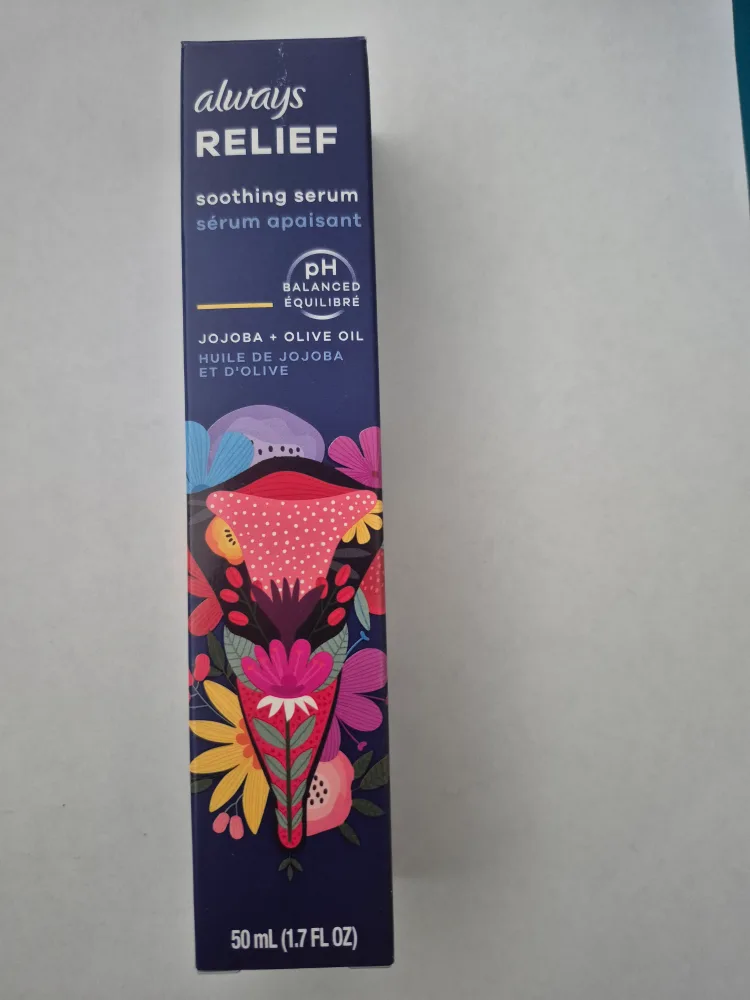 always
RELIEF
soothing serum
sérum apaisant
pH
BALANCED
ÉQUILIBRÉ
JOJOBA + OLIVE OIL
HUILE DE JOJOBA
ET D'OLIVE
50 mL (1.7 FL OZ)